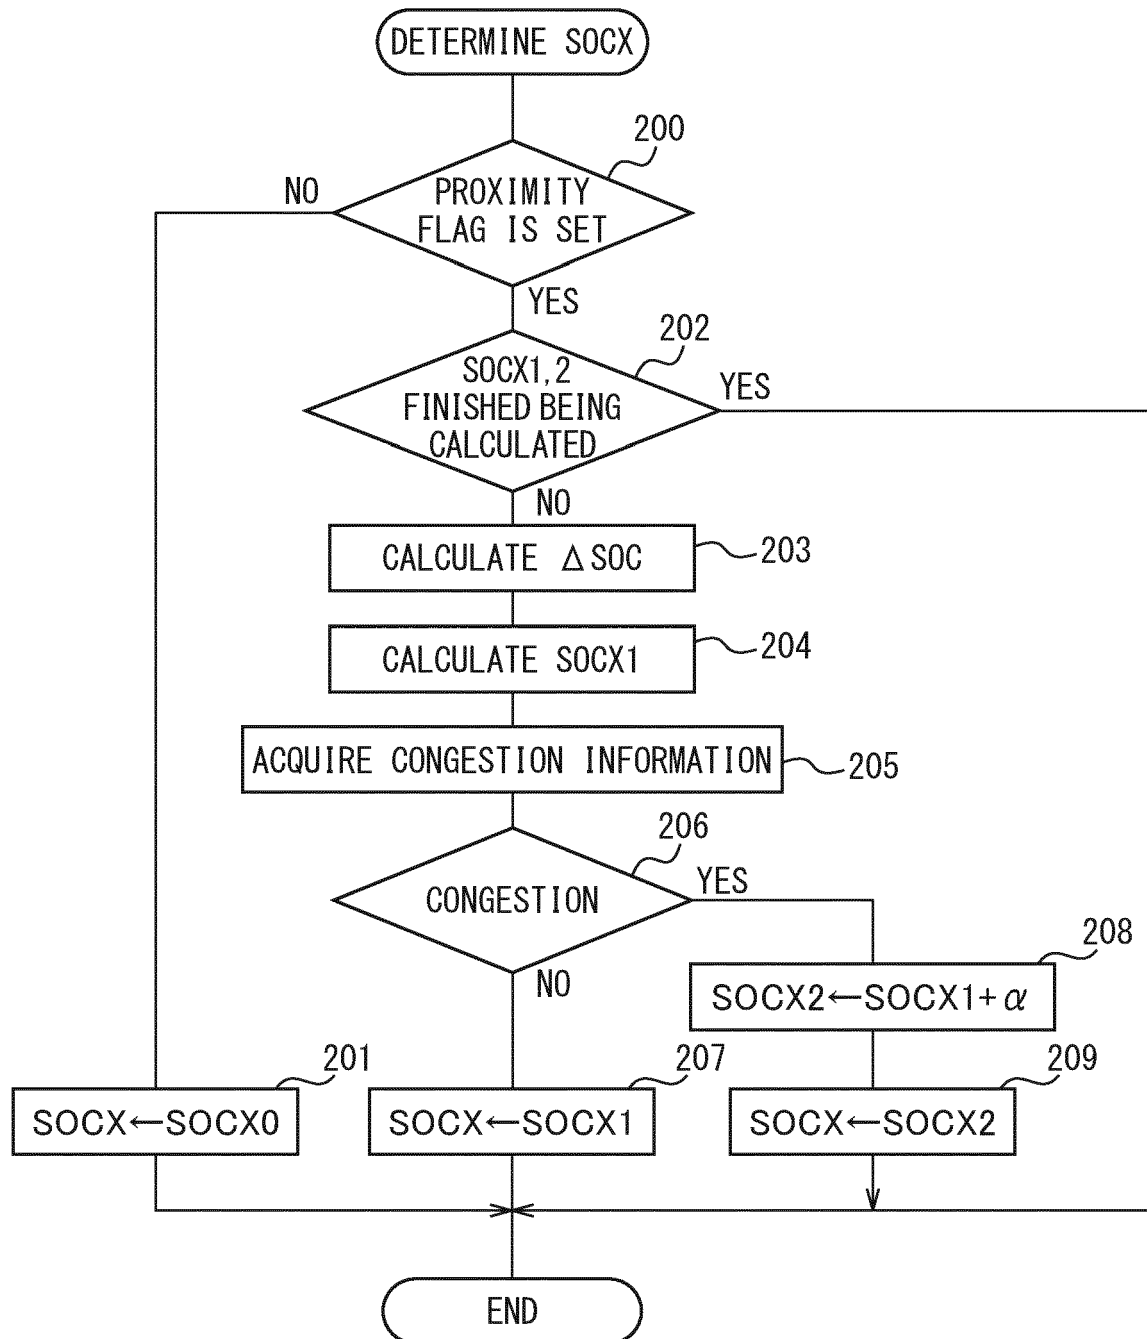 DETERMINE SOCX
200
NO
PROXIMITY
FLAG IS SET
YES
202
SOCX1,2
FINISHED BEING
CALCULATED
YES
NO
CALCULATE ΔSOC
203
CALCULATE SOCX1
204
ACQUIRE CONGESTION INFORMATION
205
206
CONGESTION
YES
NO
208
SOCX2←SOCX1+α
201
SOCX←SOCX0
207
SOCX←SOCX1
209
SOCX←SOCX2
END